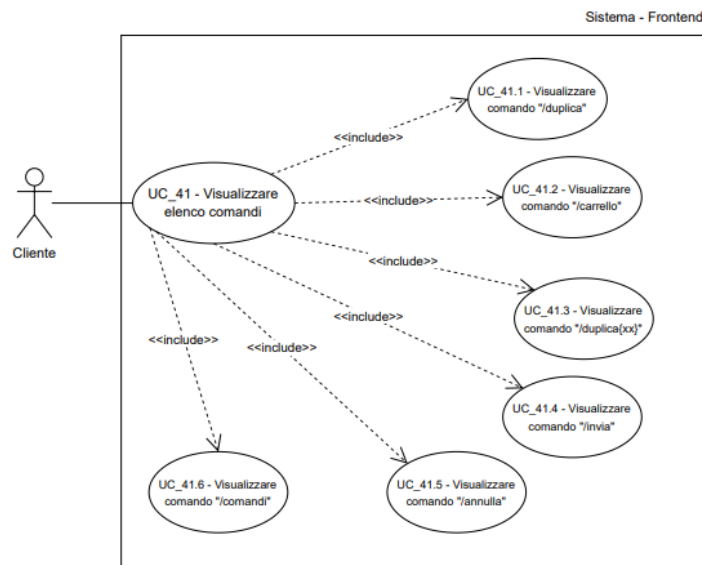 Sistema - Frontend
UC_41.1 - Visualizzare
comando "/duplica"
<<include>>
UC_41 - Visualizzare
elenco comandi
<<include>>
UC_41.2 - Visualizzare
comando "/carrello"
Cliente
<<include>>
UC_41.3 - Visualizzare
comando "/duplica{xx}"
<<include>>
<<include>>
<<include>>
UC_41.4 - Visualizzare
comando "/invia"
UC_41.6 - Visualizzare
comando "/comandi"
UC_41.5 - Visualizzare
comando "/annulla"